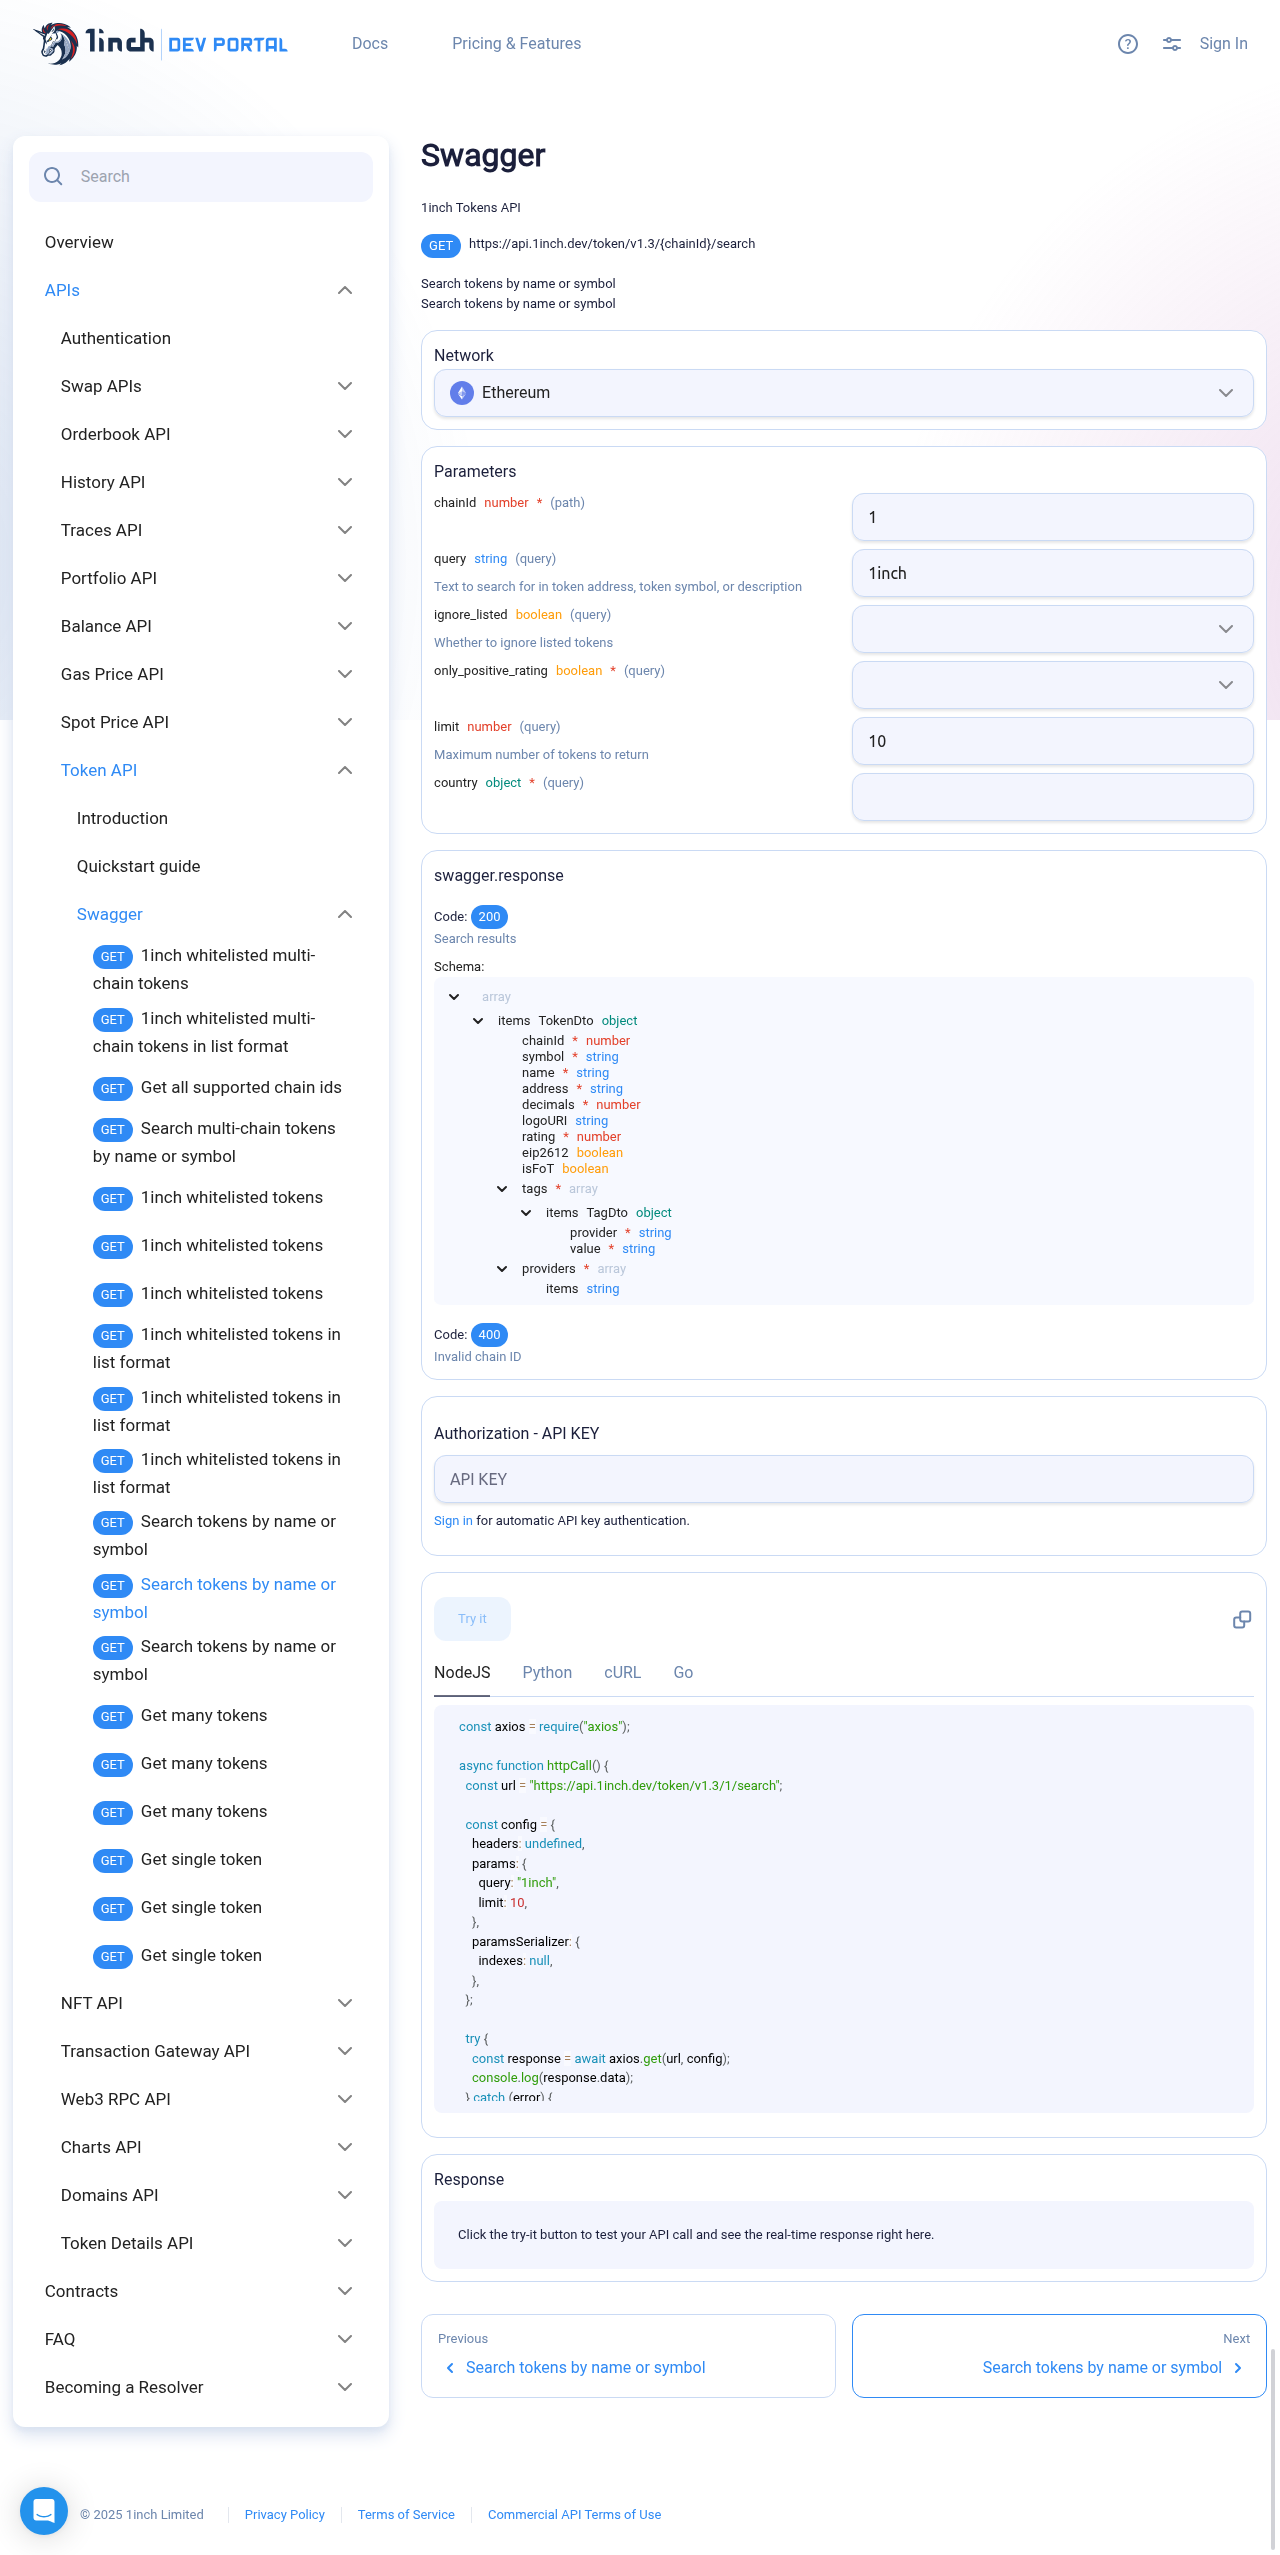 1inch DEV PORTAL
Docs
Pricing & Features
Sign In
Search
Overview
APIs
Authentication
Swap APIs
Orderbook API
History API
Traces API
Portfolio API
Balance API
Gas Price API
Spot Price API
Token API
Introduction
Quickstart guide
Swagger
GET 1inch whitelisted multi-
chain tokens
GET 1inch whitelisted multi-
chain tokens in list format
GET Get all supported chain ids
GET Search multi-chain tokens
by name or symbol
GET 1inch whitelisted tokens
GET 1inch whitelisted tokens
GET 1inch whitelisted tokens
GET 1inch whitelisted tokens in
list format
GET 1inch whitelisted tokens in
list format
GET 1inch whitelisted tokens in
list format
GET Search tokens by name or
symbol
GET Search tokens by name or
symbol
GET Search tokens by name or
symbol
GET Get many tokens
GET Get many tokens
GET Get many tokens
GET Get single token
GET Get single token
GET Get single token
NFT API
Transaction Gateway API
Web3 RPC API
Charts API
Domains API
Token Details API
Contracts
FAQ
Becoming a Resolver
Swagger
1inch Tokens API
GET https://api.1inch.dev/token/v1.3/{chainId}/search
Search tokens by name or symbol
Search tokens by name or symbol
Network
Ethereum
Parameters
chainId number * (path)
1
query string (query)
Text to search for in token address, token symbol, or description
1inch
ignore_listed boolean (query)
Whether to ignore listed tokens
only_positive_rating boolean * (query)
limit number (query)
Maximum number of tokens to return
10
country object * (query)
swagger.response
Code: 200
Search results
Schema:
array
items TokenDto object
chainId * number
symbol * string
name * string
address * string
decimals * number
logoURI string
rating * number
eip2612 boolean
isFoT boolean
tags * array
items TagDto object
provider * string
value * string
providers * array
items string
Code: 400
Invalid chain ID
Authorization - API KEY
API KEY
Sign in for automatic API key authentication.
Try it
NodeJS Python cURL Go
const axios = require("axios");
async function httpCall() {
const url = "https://api.1inch.dev/token/v1.3/1/search";
const config = {
headers: undefined,
params: {
query: "1inch",
limit: 10,
},
paramsSerializer: {
indexes: null,
},
};
try {
const response = await axios.get(url, config);
console.log(response.data);
} catch (error) {
Response
Click the try-it button to test your API call and see the real-time response right here.
Previous
Search tokens by name or symbol
Next
Search tokens by name or symbol
© 2025 1inch Limited
Privacy Policy
Terms of Service
Commercial API Terms of Use